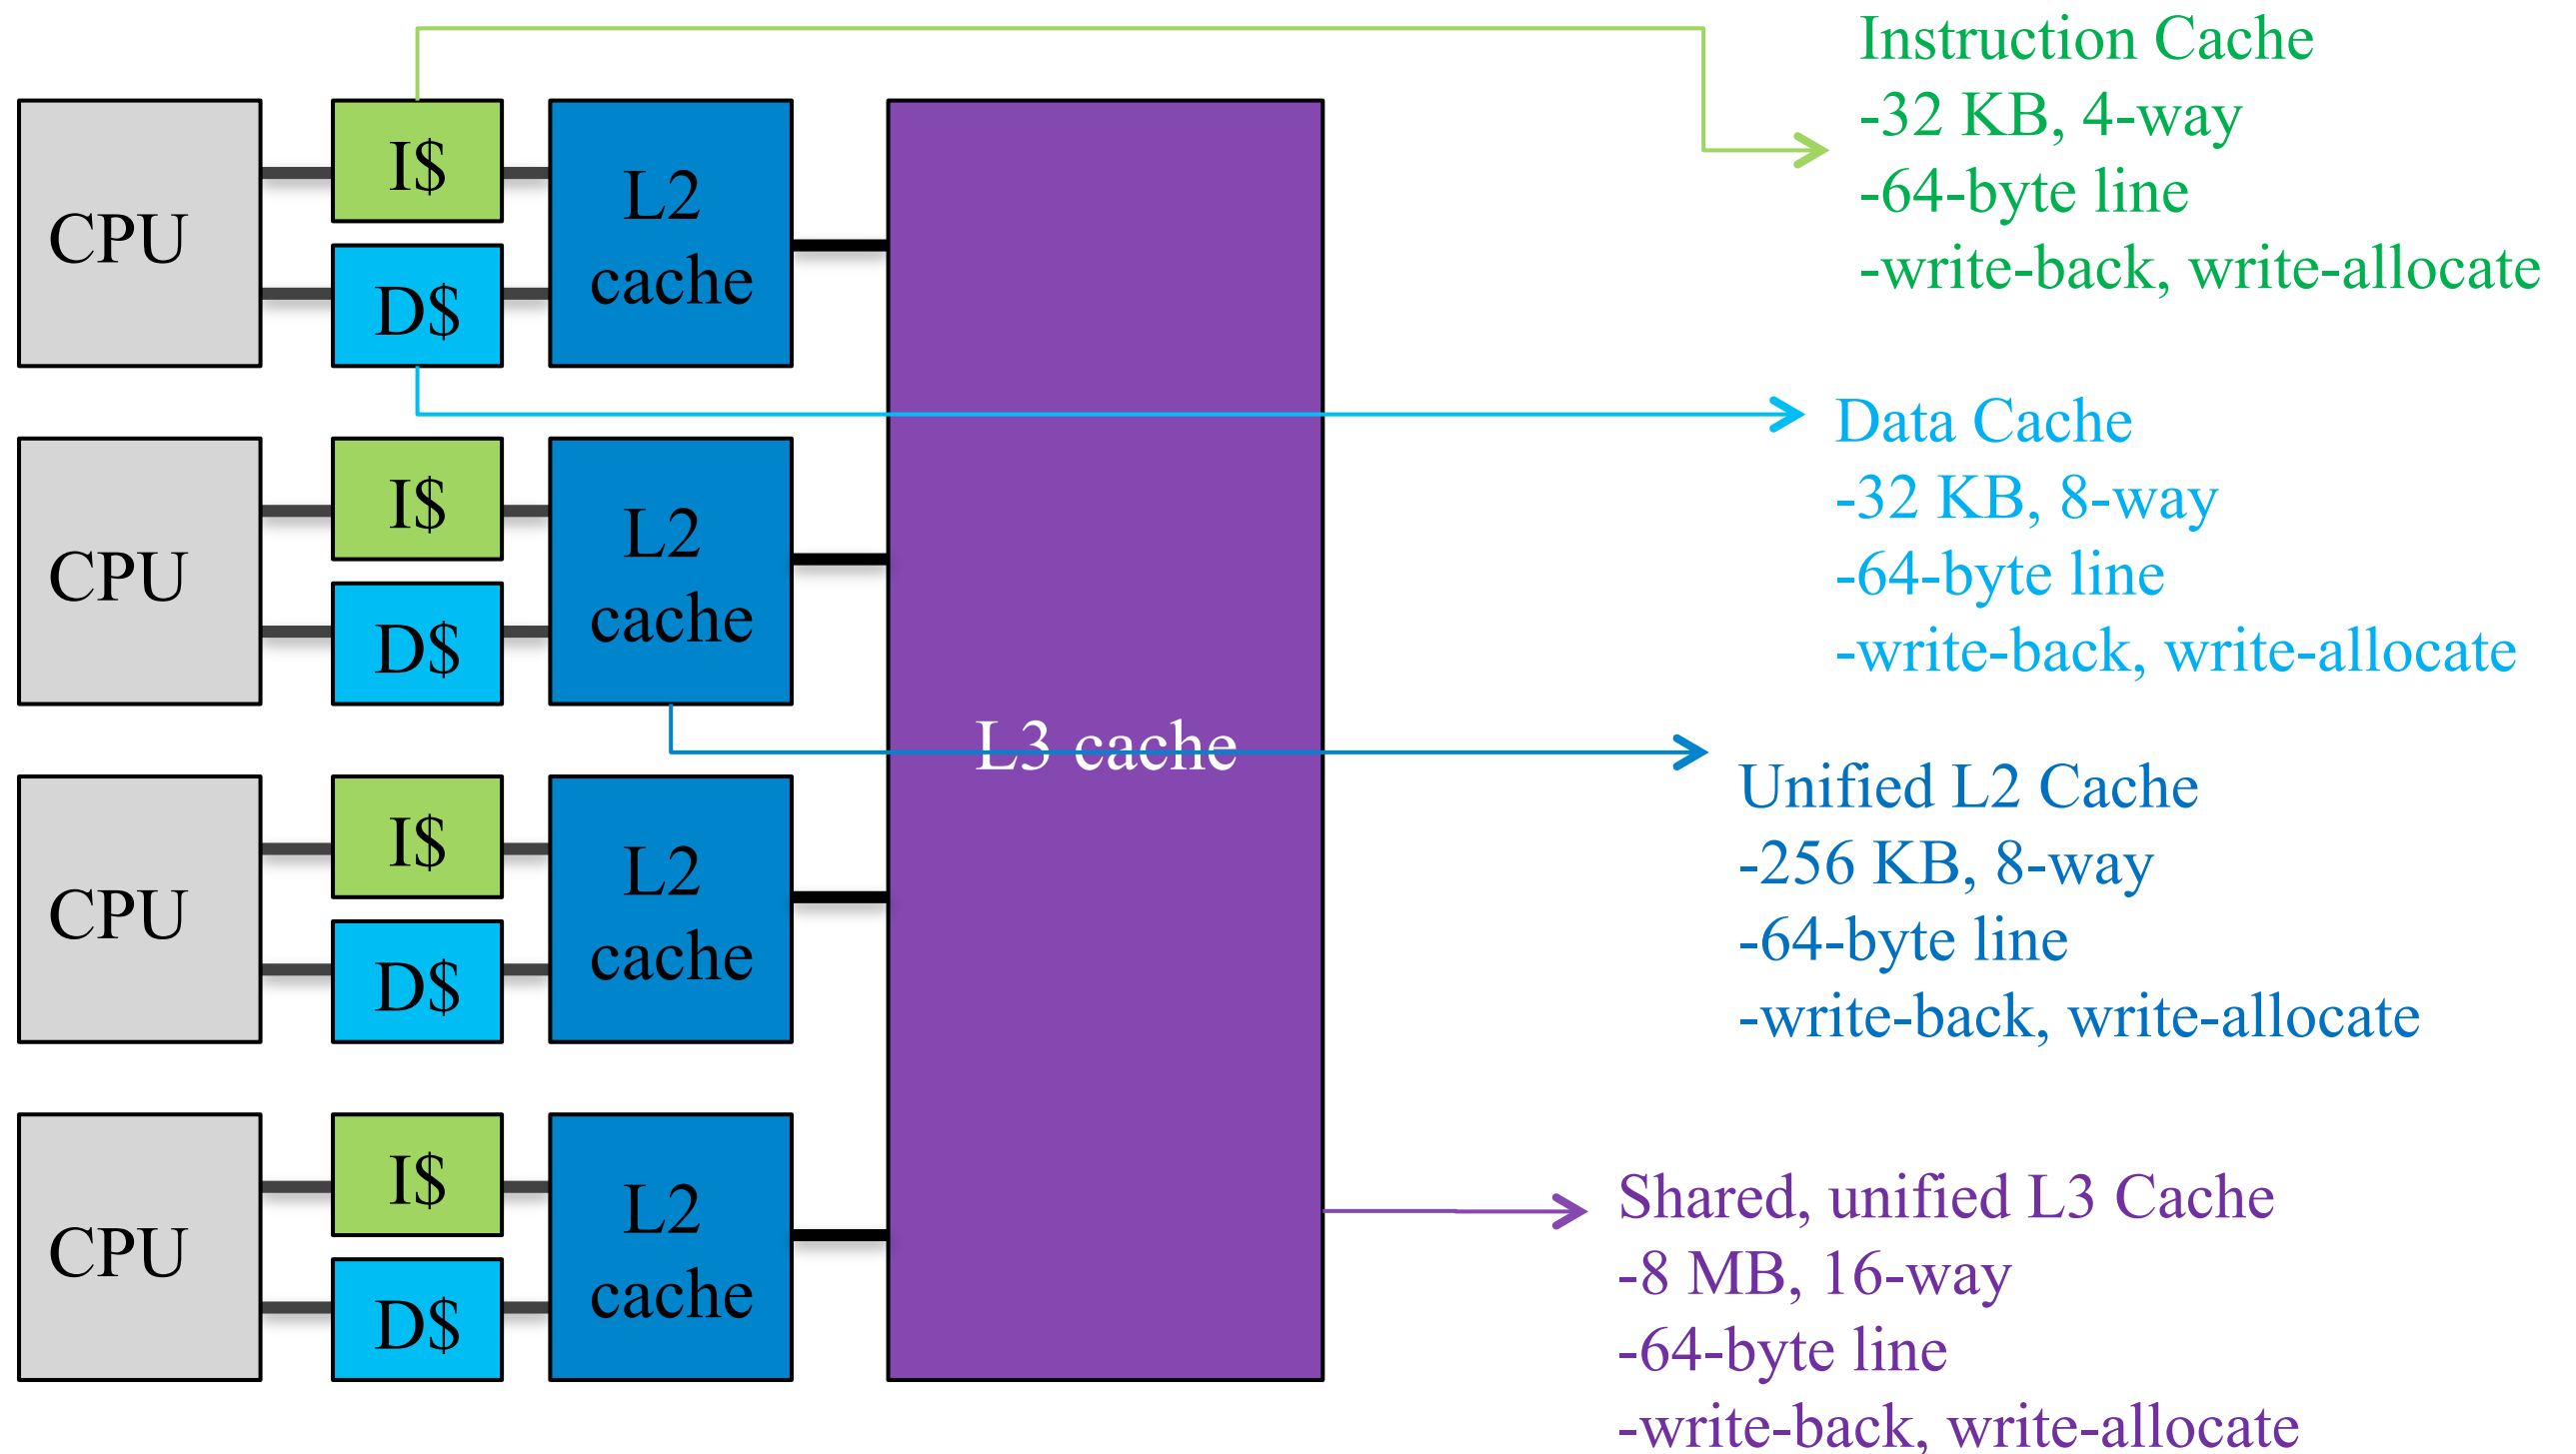 CPU
I$
D$
L2
cache
CPU
I$
D$
L2
cache
CPU
I$
D$
L2
cache
CPU
I$
D$
L2
cache
L3 cache
Instruction Cache
-32 KB, 4-way
-64-byte line
-write-back, write-allocate
Data Cache
-32 KB, 8-way
-64-byte line
-write-back, write-allocate
Unified L2 Cache
-256 KB, 8-way
-64-byte line
-write-back, write-allocate
Shared, unified L3 Cache
-8 MB, 16-way
-64-byte line
-write-back, write-allocate